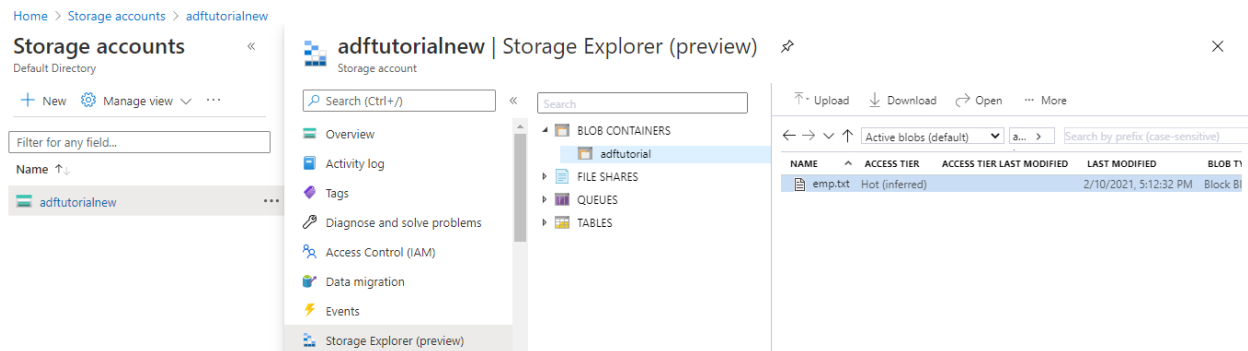 Home > Storage accounts > adftutorialnew
Storage accounts «
Default Directory
+ New Manage view ···
Filter for any field...
Name ↑↓
adftutorialnew ···
adftutorialnew | Storage Explorer (preview)
Storage account
Search (Ctrl+/) «
Overview
Activity log
Tags
Diagnose and solve problems
Access Control (IAM)
Data migration
Events
Storage Explorer (preview)
Search
BLOB CONTAINERS
adftutorial
FILE SHARES
QUEUES
TABLES
Upload Download Open ··· More
← → ↑ Active blobs (default) a... > Search by prefix (case-sensitive)
NAME ACCESS TIER ACCESS TIER LAST MODIFIED LAST MODIFIED BLOB TY
emp.txt Hot (inferred) 2/10/2021, 5:12:32 PM Block Bl